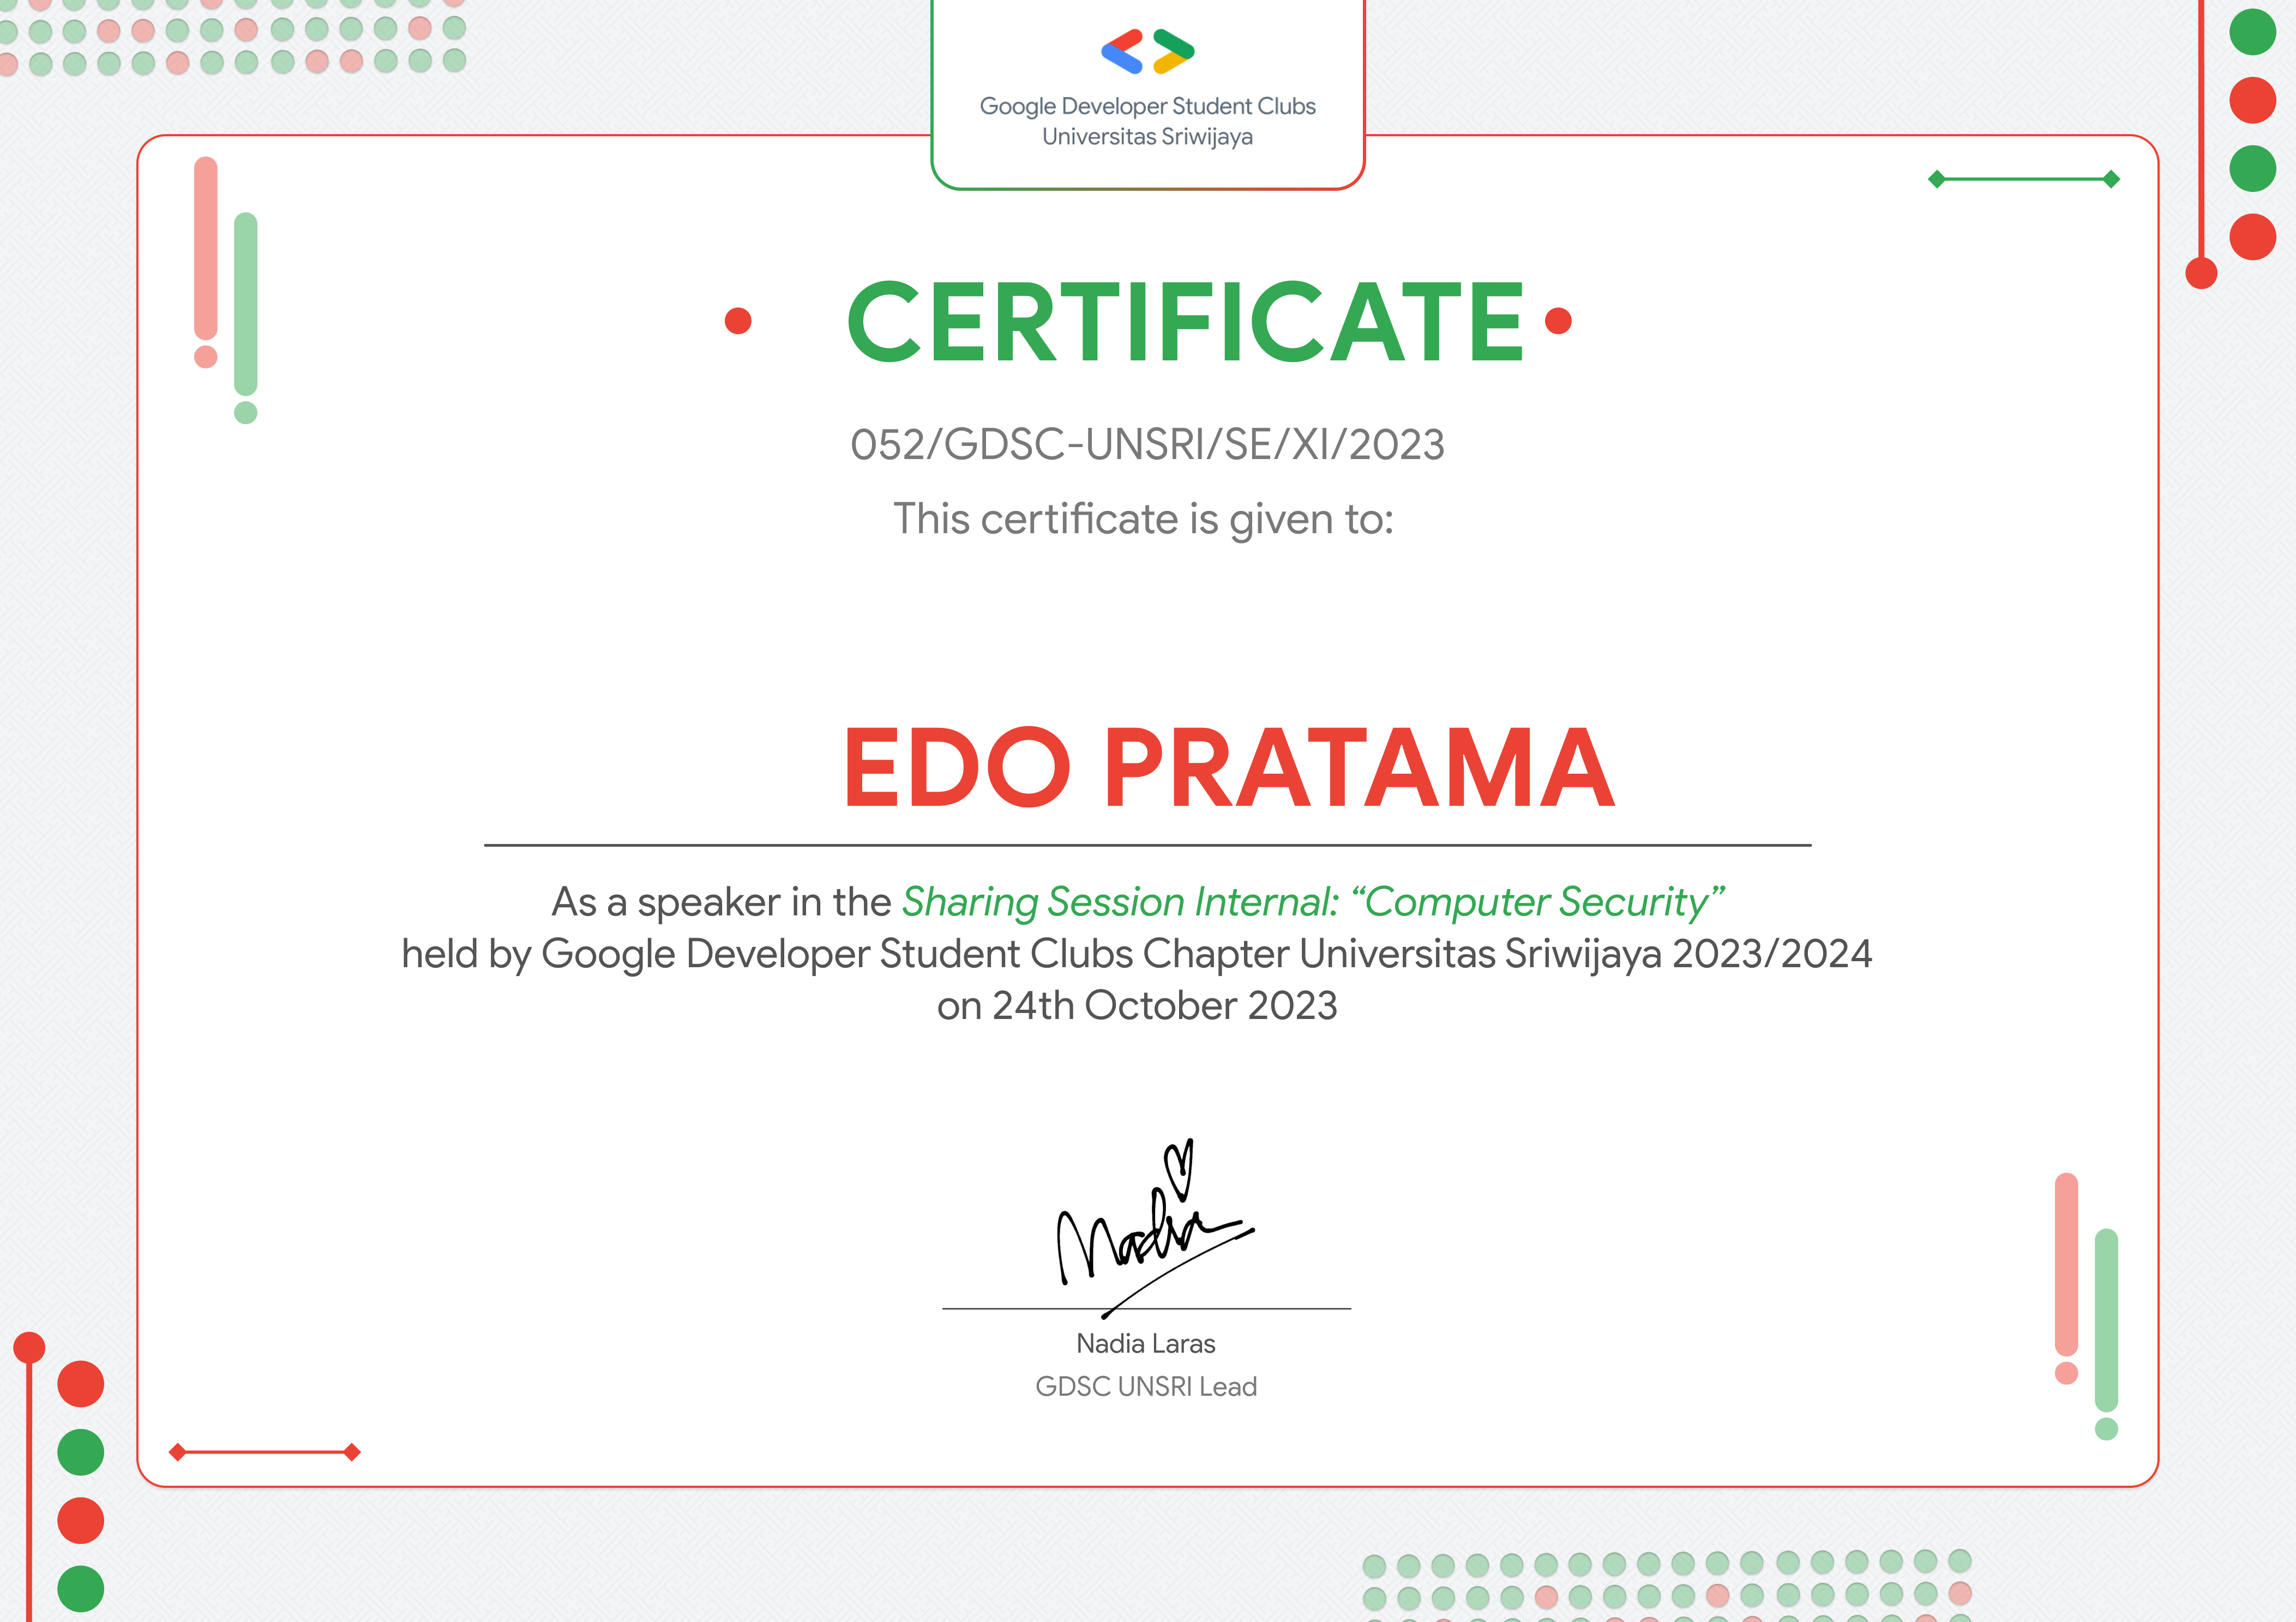 Google Developer Student Clubs
Universitas Sriwijaya
CERTIFICATE
052/GDSC-UNSRI/SE/XI/2023
This certificate is given to:
EDO PRATAMA
As a speaker in the Sharing Session Internal: “Computer Security”
held by Google Developer Student Clubs Chapter Universitas Sriwijaya 2023/2024
on 24th October 2023
Nadia
Nadia Laras
GDSC UNSRI Lead